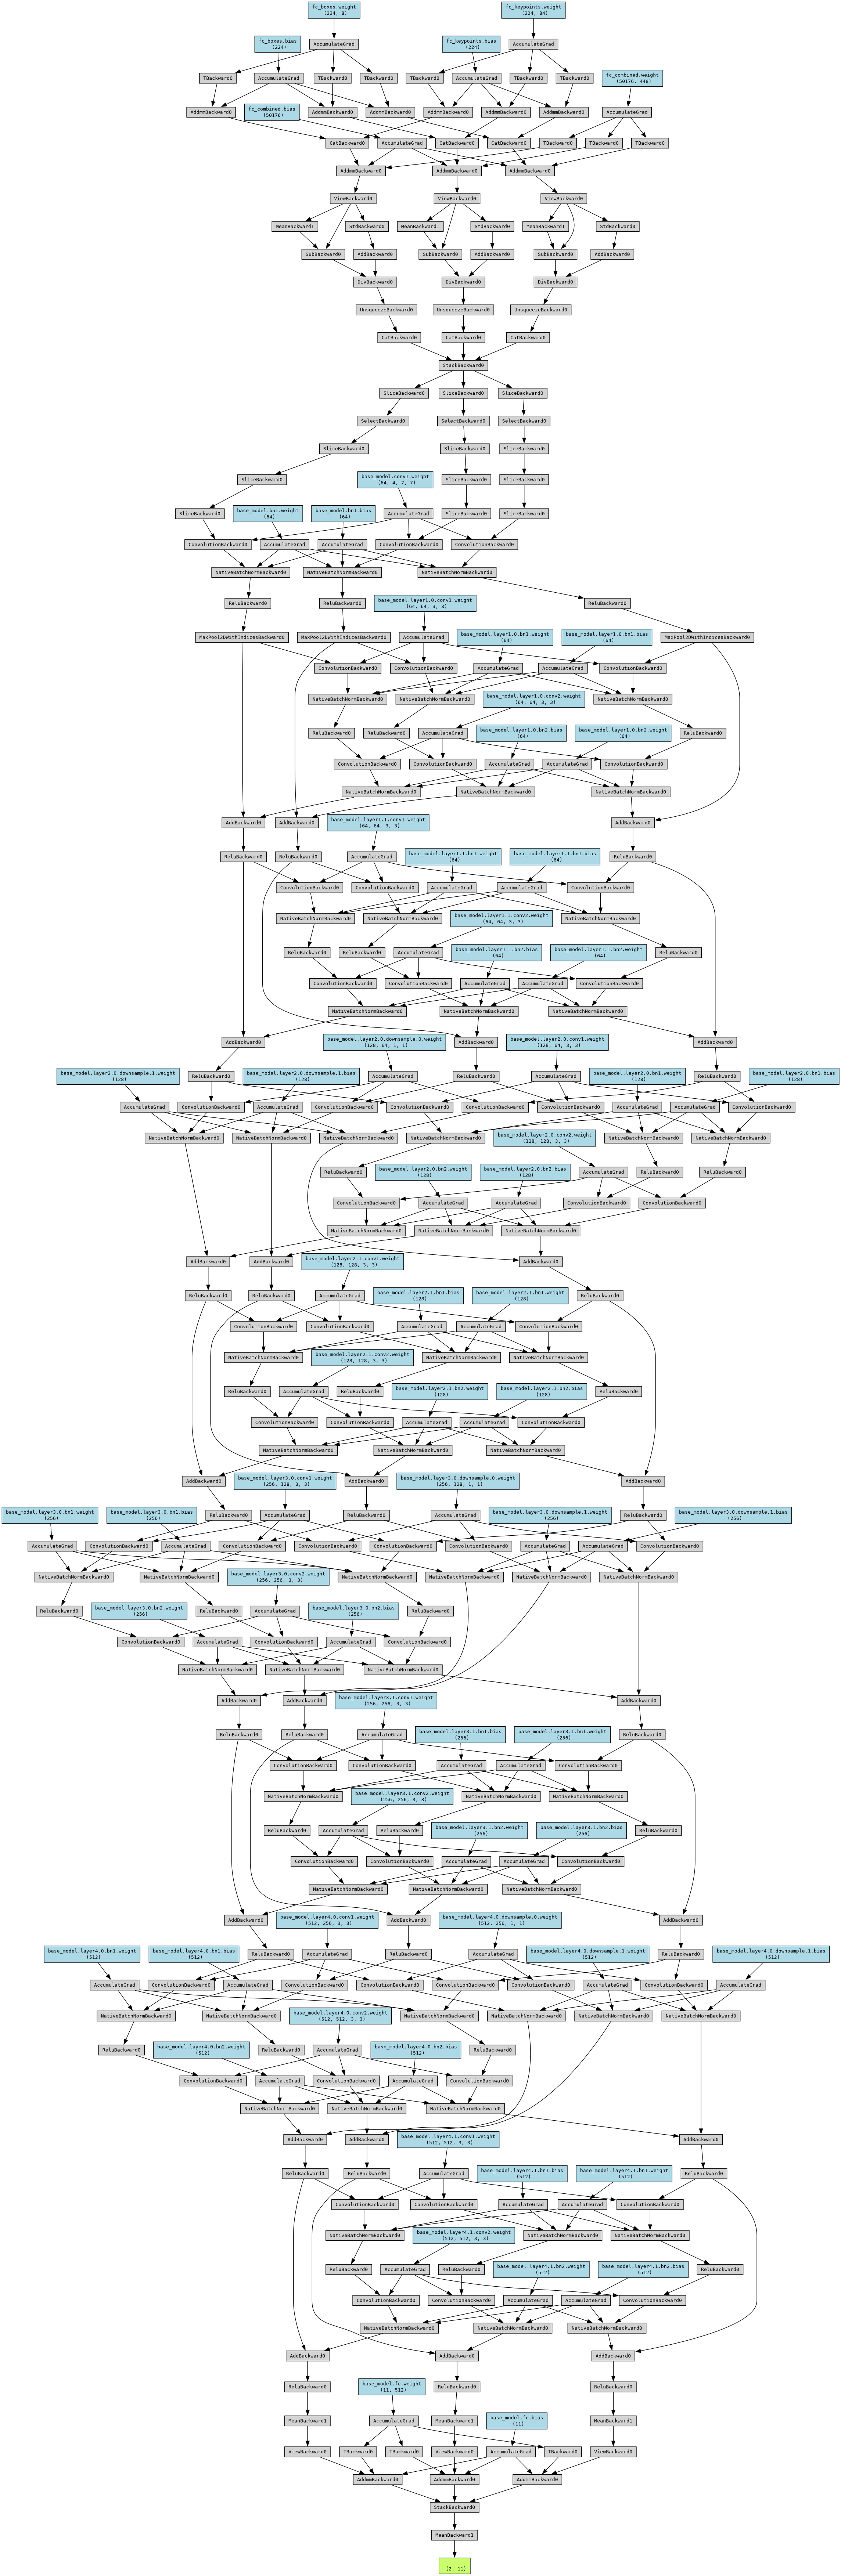 fc_boxes.weight
(224, 8)
fc_keypoints.weight
(224, 84)
fc_boxes.bias
(224)
AccumulateGrad
fc_keypoints.bias
(224)
AccumulateGrad
fc_combined.weight
(50176, 448)
TBackward0
AccumulateGrad
TBackward0
TBackward0
TBackward0
AccumulateGrad
TBackward0
TBackward0
fc_combined.bias
(50176)
AddmmBackward0
AddmmBackward0
AddmmBackward0
AddmmBackward0
AddmmBackward0
AddmmBackward0
AccumulateGrad
CatBackward0
AccumulateGrad
CatBackward0
CatBackward0
TBackward0
TBackward0
TBackward0
AddmmBackward0
AddmmBackward0
AddmmBackward0
ViewBackward0
ViewBackward0
ViewBackward0
MeanBackward1
StdBackward0
MeanBackward1
StdBackward0
MeanBackward1
StdBackward0
SubBackward0
AddBackward0
SubBackward0
AddBackward0
SubBackward0
AddBackward0
DivBackward0
DivBackward0
DivBackward0
UnsqueezeBackward0
UnsqueezeBackward0
UnsqueezeBackward0
CatBackward0
CatBackward0
CatBackward0
StackBackward0
SliceBackward0
SliceBackward0
SliceBackward0
SelectBackward0
SelectBackward0
SelectBackward0
SliceBackward0
SliceBackward0
SliceBackward0
SliceBackward0
base_model.conv1.weight
(64, 4, 7, 7)
SliceBackward0
SliceBackward0
SliceBackward0
base_model.bn1.weight
(64)
base_model.bn1.bias
(64)
AccumulateGrad
SliceBackward0
SliceBackward0
ConvolutionBackward0
AccumulateGrad
AccumulateGrad
ConvolutionBackward0
ConvolutionBackward0
NativeBatchNormBackward0
NativeBatchNormBackward0
NativeBatchNormBackward0
ReluBackward0
ReluBackward0
base_model.layer1.0.conv1.weight
(64, 64, 3, 3)
ReluBackward0
MaxPool2DWithIndicesBackward0
MaxPool2DWithIndicesBackward0
AccumulateGrad
base_model.layer1.0.bn1.weight
(64)
base_model.layer1.0.bn1.bias
(64)
MaxPool2DWithIndicesBackward0
ConvolutionBackward0
ConvolutionBackward0
AccumulateGrad
AccumulateGrad
ConvolutionBackward0
NativeBatchNormBackward0
NativeBatchNormBackward0
base_model.layer1.0.conv2.weight
(64, 64, 3, 3)
NativeBatchNormBackward0
ReluBackward0
ReluBackward0
AccumulateGrad
base_model.layer1.0.bn2.bias
(64)
base_model.layer1.0.bn2.weight
(64)
ReluBackward0
ConvolutionBackward0
ConvolutionBackward0
AccumulateGrad
AccumulateGrad
ConvolutionBackward0
NativeBatchNormBackward0
NativeBatchNormBackward0
NativeBatchNormBackward0
AddBackward0
AddBackward0
base_model.layer1.1.conv1.weight
(64, 64, 3, 3)
AddBackward0
ReluBackward0
ReluBackward0
AccumulateGrad
base_model.layer1.1.bn1.weight
(64)
base_model.layer1.1.bn1.bias
(64)
ReluBackward0
ConvolutionBackward0
ConvolutionBackward0
AccumulateGrad
AccumulateGrad
ConvolutionBackward0
NativeBatchNormBackward0
NativeBatchNormBackward0
base_model.layer1.1.conv2.weight
(64, 64, 3, 3)
NativeBatchNormBackward0
ReluBackward0
ReluBackward0
AccumulateGrad
base_model.layer1.1.bn2.bias
(64)
base_model.layer1.1.bn2.weight
(64)
ReluBackward0
ConvolutionBackward0
ConvolutionBackward0
AccumulateGrad
AccumulateGrad
ConvolutionBackward0
NativeBatchNormBackward0
NativeBatchNormBackward0
NativeBatchNormBackward0
AddBackward0
base_model.layer2.0.downsample.0.weight
(128, 64, 1, 1)
AddBackward0
base_model.layer2.0.conv1.weight
(128, 64, 3, 3)
AddBackward0
base_model.layer2.0.downsample.1.weight
(128)
ReluBackward0
base_model.layer2.0.downsample.1.bias
(128)
AccumulateGrad
ReluBackward0
AccumulateGrad
base_model.layer2.0.bn1.weight
(128)
ReluBackward0
base_model.layer2.0.bn1.bias
(128)
AccumulateGrad
ConvolutionBackward0
AccumulateGrad
ConvolutionBackward0
ConvolutionBackward0
ConvolutionBackward0
ConvolutionBackward0
AccumulateGrad
AccumulateGrad
ConvolutionBackward0
NativeBatchNormBackward0
NativeBatchNormBackward0
NativeBatchNormBackward0
NativeBatchNormBackward0
base_model.layer2.0.conv2.weight
(128, 128, 3, 3)
NativeBatchNormBackward0
NativeBatchNormBackward0
ReluBackward0
base_model.layer2.0.bn2.weight
(128)
base_model.layer2.0.bn2.bias
(128)
AccumulateGrad
ReluBackward0
ReluBackward0
ConvolutionBackward0
AccumulateGrad
AccumulateGrad
ConvolutionBackward0
ConvolutionBackward0
NativeBatchNormBackward0
NativeBatchNormBackward0
NativeBatchNormBackward0
AddBackward0
AddBackward0
base_model.layer2.1.conv1.weight
(128, 128, 3, 3)
AddBackward0
ReluBackward0
ReluBackward0
AccumulateGrad
base_model.layer2.1.bn1.bias
(128)
base_model.layer2.1.bn1.weight
(128)
ReluBackward0
ConvolutionBackward0
ConvolutionBackward0
AccumulateGrad
AccumulateGrad
ConvolutionBackward0
NativeBatchNormBackward0
base_model.layer2.1.conv2.weight
(128, 128, 3, 3)
NativeBatchNormBackward0
NativeBatchNormBackward0
ReluBackward0
AccumulateGrad
ReluBackward0
base_model.layer2.1.bn2.weight
(128)
base_model.layer2.1.bn2.bias
(128)
ReluBackward0
ConvolutionBackward0
ConvolutionBackward0
AccumulateGrad
AccumulateGrad
ConvolutionBackward0
NativeBatchNormBackward0
NativeBatchNormBackward0
NativeBatchNormBackward0
AddBackward0
base_model.layer3.0.conv1.weight
(256, 128, 3, 3)
AddBackward0
base_model.layer3.0.downsample.0.weight
(256, 128, 1, 1)
AddBackward0
base_model.layer3.0.bn1.weight
(256)
base_model.layer3.0.bn1.bias
(256)
ReluBackward0
AccumulateGrad
ReluBackward0
AccumulateGrad
base_model.layer3.0.downsample.1.weight
(256)
ReluBackward0
base_model.layer3.0.downsample.1.bias
(256)
AccumulateGrad
ConvolutionBackward0
AccumulateGrad
ConvolutionBackward0
ConvolutionBackward0
ConvolutionBackward0
ConvolutionBackward0
AccumulateGrad
AccumulateGrad
ConvolutionBackward0
NativeBatchNormBackward0
NativeBatchNormBackward0
base_model.layer3.0.conv2.weight
(256, 256, 3, 3)
NativeBatchNormBackward0
NativeBatchNormBackward0
NativeBatchNormBackward0
NativeBatchNormBackward0
ReluBackward0
base_model.layer3.0.bn2.weight
(256)
ReluBackward0
AccumulateGrad
base_model.layer3.0.bn2.bias
(256)
ReluBackward0
ConvolutionBackward0
AccumulateGrad
ConvolutionBackward0
AccumulateGrad
ConvolutionBackward0
NativeBatchNormBackward0
NativeBatchNormBackward0
NativeBatchNormBackward0
AddBackward0
AddBackward0
base_model.layer3.1.conv1.weight
(256, 256, 3, 3)
AddBackward0
ReluBackward0
ReluBackward0
AccumulateGrad
base_model.layer3.1.bn1.bias
(256)
base_model.layer3.1.bn1.weight
(256)
ReluBackward0
ConvolutionBackward0
ConvolutionBackward0
AccumulateGrad
AccumulateGrad
ConvolutionBackward0
NativeBatchNormBackward0
base_model.layer3.1.conv2.weight
(256, 256, 3, 3)
NativeBatchNormBackward0
NativeBatchNormBackward0
ReluBackward0
AccumulateGrad
ReluBackward0
base_model.layer3.1.bn2.weight
(256)
base_model.layer3.1.bn2.bias
(256)
ReluBackward0
ConvolutionBackward0
ConvolutionBackward0
AccumulateGrad
AccumulateGrad
ConvolutionBackward0
NativeBatchNormBackward0
NativeBatchNormBackward0
NativeBatchNormBackward0
AddBackward0
base_model.layer4.0.conv1.weight
(512, 256, 3, 3)
AddBackward0
base_model.layer4.0.downsample.0.weight
(512, 256, 1, 1)
AddBackward0
base_model.layer4.0.bn1.weight
(512)
base_model.layer4.0.bn1.bias
(512)
ReluBackward0
AccumulateGrad
ReluBackward0
AccumulateGrad
base_model.layer4.0.downsample.1.weight
(512)
ReluBackward0
base_model.layer4.0.downsample.1.bias
(512)
AccumulateGrad
ConvolutionBackward0
AccumulateGrad
ConvolutionBackward0
ConvolutionBackward0
ConvolutionBackward0
ConvolutionBackward0
AccumulateGrad
ConvolutionBackward0
AccumulateGrad
NativeBatchNormBackward0
NativeBatchNormBackward0
base_model.layer4.0.conv2.weight
(512, 512, 3, 3)
NativeBatchNormBackward0
NativeBatchNormBackward0
NativeBatchNormBackward0
NativeBatchNormBackward0
ReluBackward0
base_model.layer4.0.bn2.weight
(512)
ReluBackward0
AccumulateGrad
base_model.layer4.0.bn2.bias
(512)
ReluBackward0
ConvolutionBackward0
AccumulateGrad
ConvolutionBackward0
AccumulateGrad
ConvolutionBackward0
NativeBatchNormBackward0
NativeBatchNormBackward0
NativeBatchNormBackward0
AddBackward0
AddBackward0
base_model.layer4.1.conv1.weight
(512, 512, 3, 3)
AddBackward0
ReluBackward0
ReluBackward0
AccumulateGrad
base_model.layer4.1.bn1.bias
(512)
base_model.layer4.1.bn1.weight
(512)
ReluBackward0
ConvolutionBackward0
ConvolutionBackward0
AccumulateGrad
AccumulateGrad
ConvolutionBackward0
NativeBatchNormBackward0
base_model.layer4.1.conv2.weight
(512, 512, 3, 3)
NativeBatchNormBackward0
NativeBatchNormBackward0
ReluBackward0
AccumulateGrad
ReluBackward0
base_model.layer4.1.bn2.weight
(512)
base_model.layer4.1.bn2.bias
(512)
ReluBackward0
ConvolutionBackward0
ConvolutionBackward0
AccumulateGrad
AccumulateGrad
ConvolutionBackward0
NativeBatchNormBackward0
NativeBatchNormBackward0
NativeBatchNormBackward0
AddBackward0
AddBackward0
AddBackward0
ReluBackward0
base_model.fc.weight
(11, 512)
ReluBackward0
ReluBackward0
MeanBackward1
AccumulateGrad
MeanBackward1
base_model.fc.bias
(11)
MeanBackward1
ViewBackward0
TBackward0
TBackward0
ViewBackward0
AccumulateGrad
TBackward0
ViewBackward0
AddmmBackward0
AddmmBackward0
AddmmBackward0
StackBackward0
MeanBackward1
(2, 11)